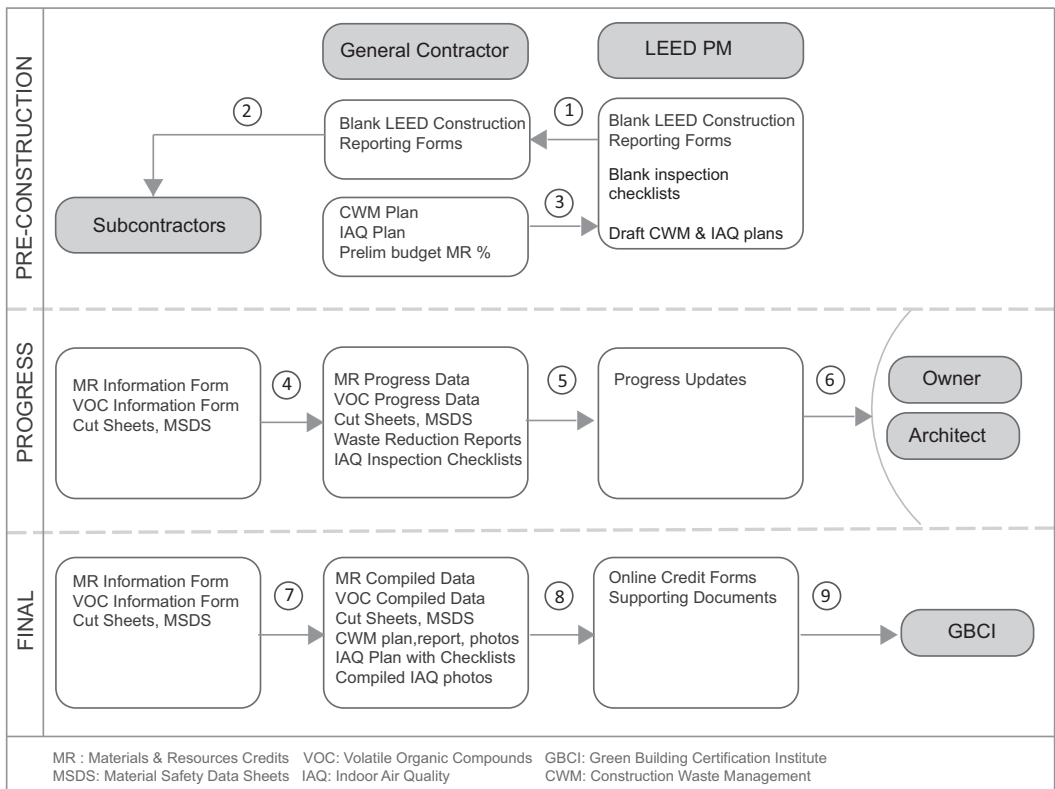 PRE-CONSTRUCTION
General Contractor
LEED PM
2
Blank LEED Construction
Reporting Forms
1
Blank LEED Construction
Reporting Forms
Blank inspection
checklists
Draft CWM & IAQ plans
Subcontractors
CWM Plan
IAQ Plan
Prelim budget MR %
3
PROGRESS
MR Information Form
VOC Information Form
Cut Sheets, MSDS
4
MR Progress Data
VOC Progress Data
Cut Sheets, MSDS
Waste Reduction Reports
IAQ Inspection Checklists
5
Progress Updates
6
Owner
Architect
FINAL
MR Information Form
VOC Information Form
Cut Sheets, MSDS
7
MR Compiled Data
VOC Compiled Data
Cut Sheets, MSDS
CWM plan,report, photos
IAQ Plan with Checklists
Compiled IAQ photos
8
Online Credit Forms
Supporting Documents
9
GBCI
MR : Materials & Resources Credits VOC: Volatile Organic Compounds GBCI: Green Building Certification Institute
MSDS: Material Safety Data Sheets IAQ: Indoor Air Quality CWM: Construction Waste Management